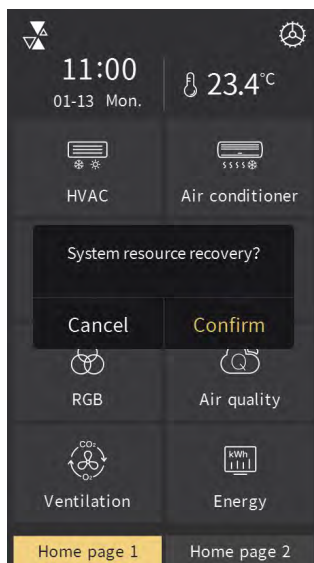 11:00
01-13 Mon.
23.4°C
HVAC
Air conditioner
System resource recovery?
Cancel
Confirm
RGB
Air quality
CO₂
O₂
kWh
Ventilation
Energy
Home page 1
Home page 2